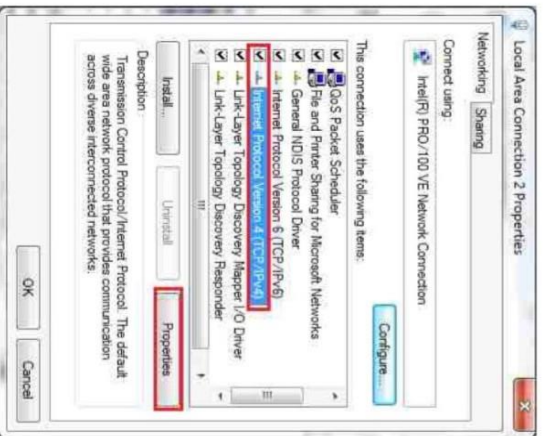 Local Area Connection 2 Properties
Networking Sharing
Connect using:
Intel(R) PRO/100 VE Network Connection
Configure...
This connection uses the following items:
QoS Packet Scheduler
File and Printer Sharing for Microsoft Networks
General NDIS Protocol Driver
Internet Protocol Version 6 (TCP/IPv6)
Internet Protocol Version 4 (TCP/IPv4)
Link-Layer Topology Discovery Mapper I/O Driver
Link-Layer Topology Discovery Responder
Install... Uninstall Properties
Description
Transmission Control Protocol/Internet Protocol. The default
wide area network protocol that provides communication
across diverse interconnected networks.
OK Cancel